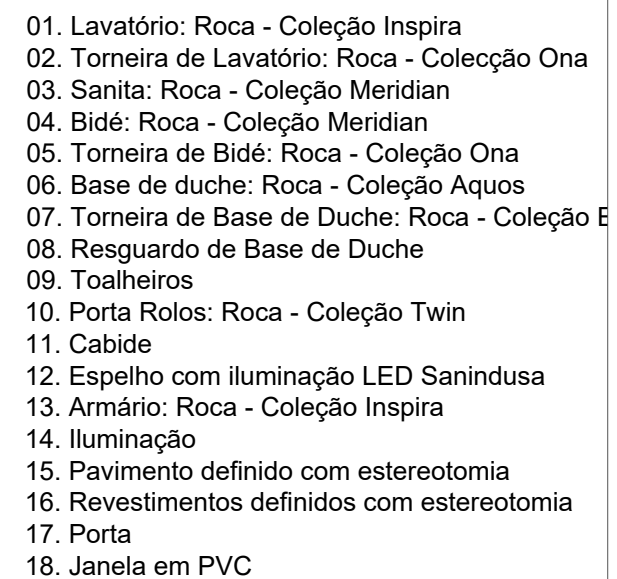 01. Lavatório: Roca - Coleção Inspira
02. Torneira de Lavatório: Roca - Colecção Ona
03. Sanita: Roca - Coleção Meridian
04. Bidé: Roca - Coleção Meridian
05. Torneira de Bidé: Roca - Coleção Ona
06. Base de duche: Roca - Coleção Aquos
07. Torneira de Base de Duche: Roca - Coleção
08. Resguardo de Base de Duche
09. Toalheiros
10. Porta Rolos: Roca - Coleção Twin
11. Cabide
12. Espelho com iluminação LED Sanindusa
13. Armário: Roca - Coleção Inspira
14. Iluminação
15. Pavimento definido com estereotomia
16. Revestimentos definidos com estereotomia
17. Porta
18. Janela em PVC